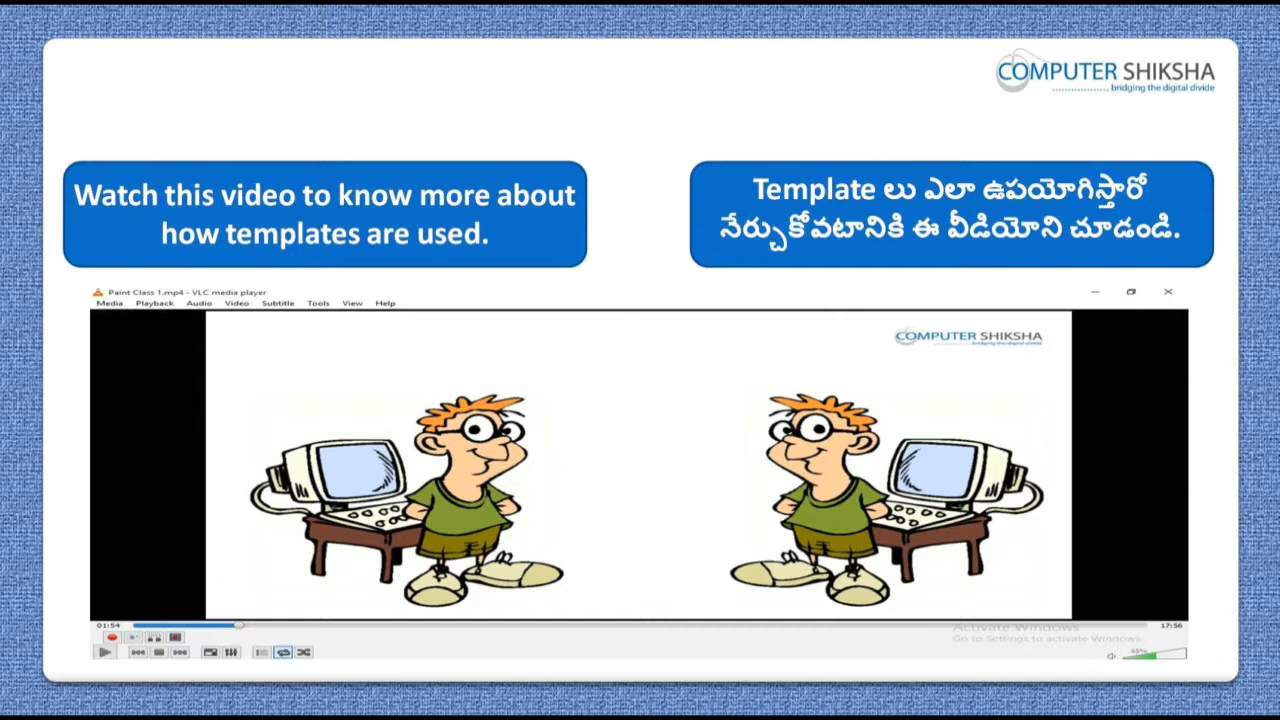 COMPUTER SHIKSHA
bridging the digital divide
Watch this video to know more about
how templates are used.
Template లు ఎలా ఉపయోగిస్తారో
నేర్చుకోవటానికి ఈ వీడియోని చూడండి.
Paint Class 1.mp4 - VLC media player
Media Playback Audio Video Subtitle Tools View Help
COMPUTER SHIKSHA
bridging the digital divide
01:54
17:56
Activate Windows
Go to Settings to activate Windows.
65%